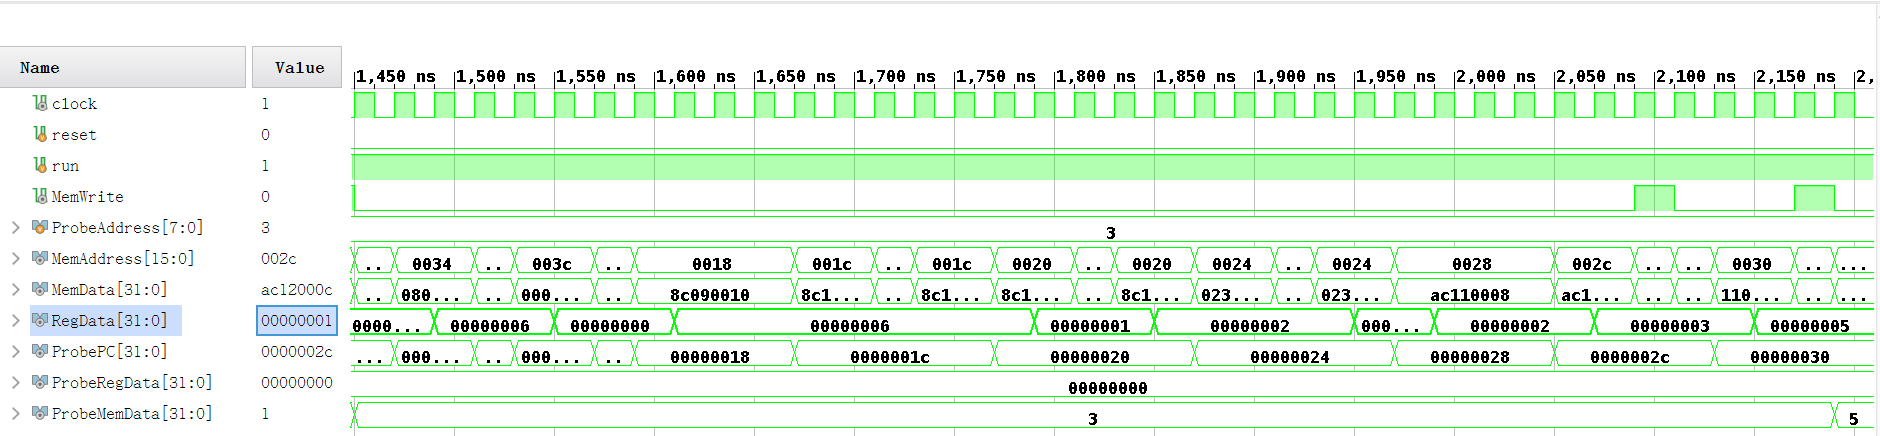 Name Value 1,450 ns 1,500 ns 1,550 ns 1,600 ns 1,650 ns 1,700 ns 1,750 ns 1,800 ns 1,850 ns 1,900 ns 1,950 ns 2,000 ns 2,050 ns 2,100 ns 2,150 ns 2,
clock 1
reset 0
run 1
MemWrite 0
ProbeAddress[7:0] 3 3
MemAddress[15:0] 002c .. 0034 .. 003c .. 0018 001c .. 001c 0020 .. 0020 0024 .. 0024 0028 002c .. .. 0030 .. ...
MemData[31:0] ac12000c .. 080... .. 000... .. 8c090010 8c1... .. 8c1... 8c1... .. 8c1... 023... .. 023... ac110008 ac1... .. .. 110... .. ...
RegData[31:0] 00000001 0000... 00000006 00000000 00000006 00000001 00000002 000... 00000002 00000003 00000005
ProbePC[31:0] 0000002c ... 000... .. 000... .. 00000018 0000001c 00000020 00000024 00000028 0000002c 00000030
ProbeRegData[31:0] 00000000 00000000
ProbeMemData[31:0] 1 3 5